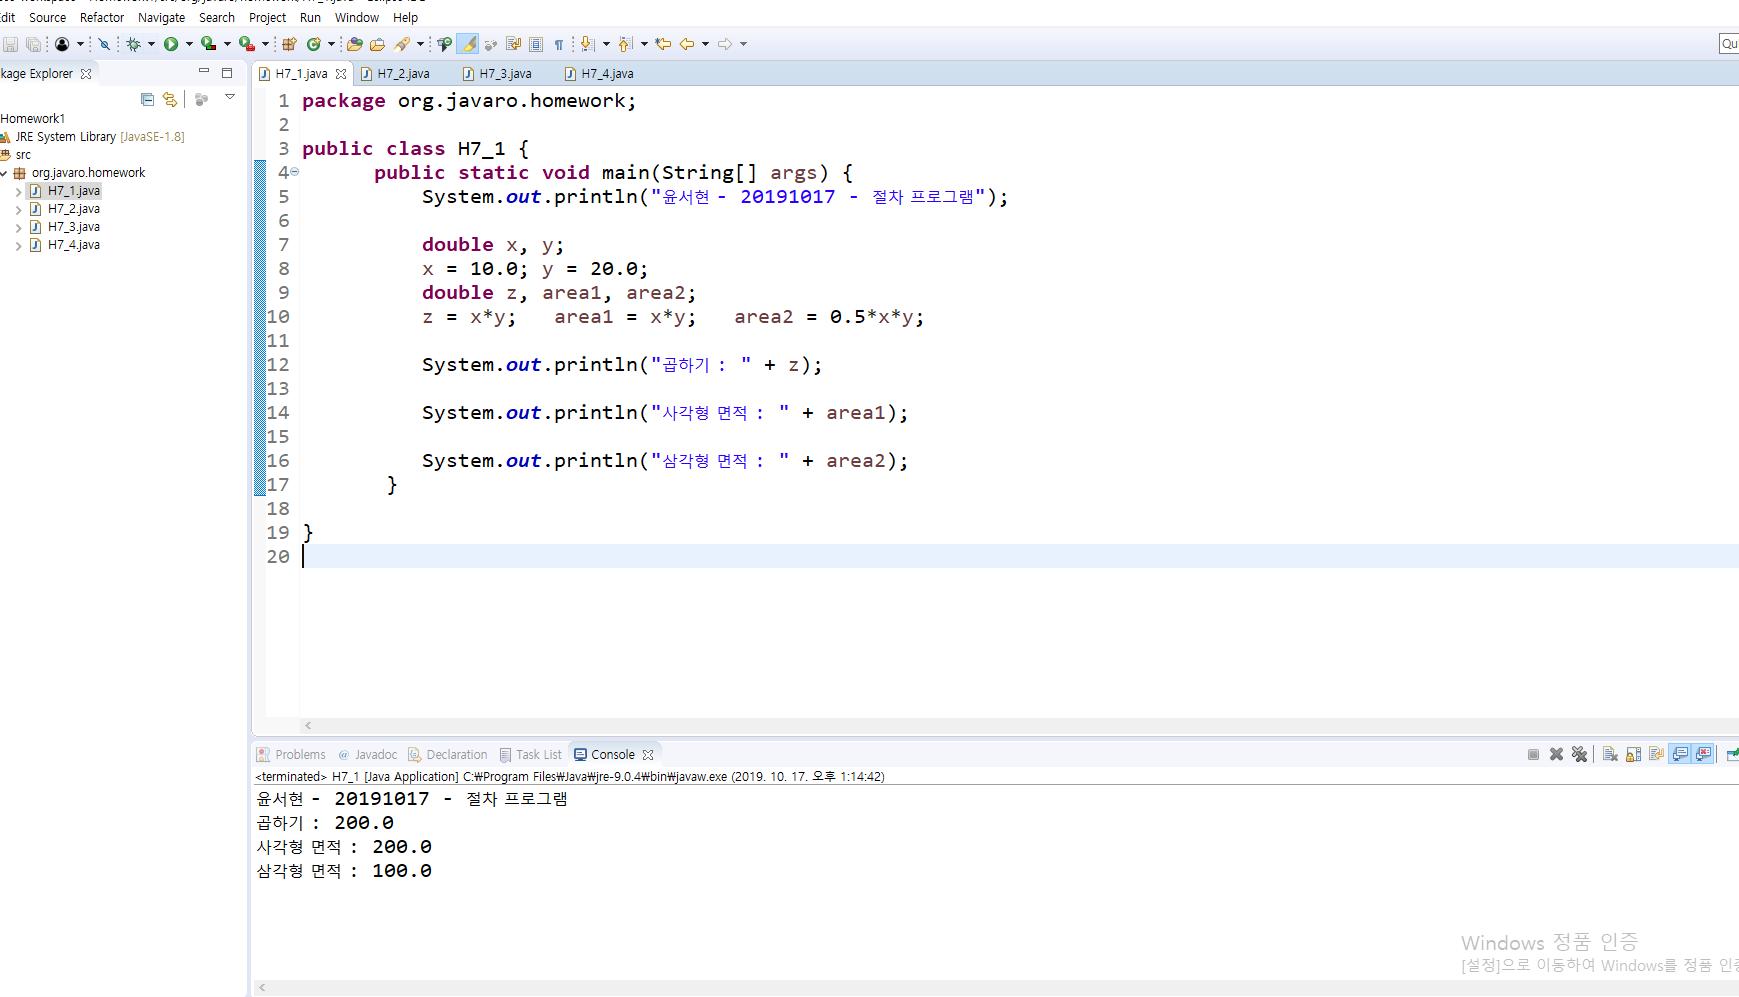 Source Refactor Navigate Search Project Run Window Help
Package Explorer
H7_1.java H7_2.java H7_3.java H7_4.java
Homework1
JRE System Library [JavaSE-1.8]
src
org.javaro.homework
H7_1.java
H7_2.java
H7_3.java
H7_4.java
1 package org.javaro.homework;
2
3 public class H7_1 {
4 public static void main(String[] args) {
5 System.out.println("윤서현 - 20191017 - 절차 프로그램");
6
7 double x, y;
8 x = 10.0; y = 20.0;
9 double z, area1, area2;
10 z = x*y; area1 = x*y; area2 = 0.5*x*y;
11
12 System.out.println("곱하기 : " + z);
13
14 System.out.println("사각형 면적 : " + area1);
15
16 System.out.println("삼각형 면적 : " + area2);
17 }
18
19 }
20
Problems @ Javadoc Declaration Task List Console
<terminated> H7_1 [Java Application] C:₩Program Files₩Java₩jre-9.0.4₩bin₩javaw.exe (2019. 10. 17. 오후 1:14:42)
윤서현 - 20191017 - 절차 프로그램
곱하기 : 200.0
사각형 면적 : 200.0
삼각형 면적 : 100.0
Windows 정품 인증
[설정]으로 이동하여 Windows를 정품 인증